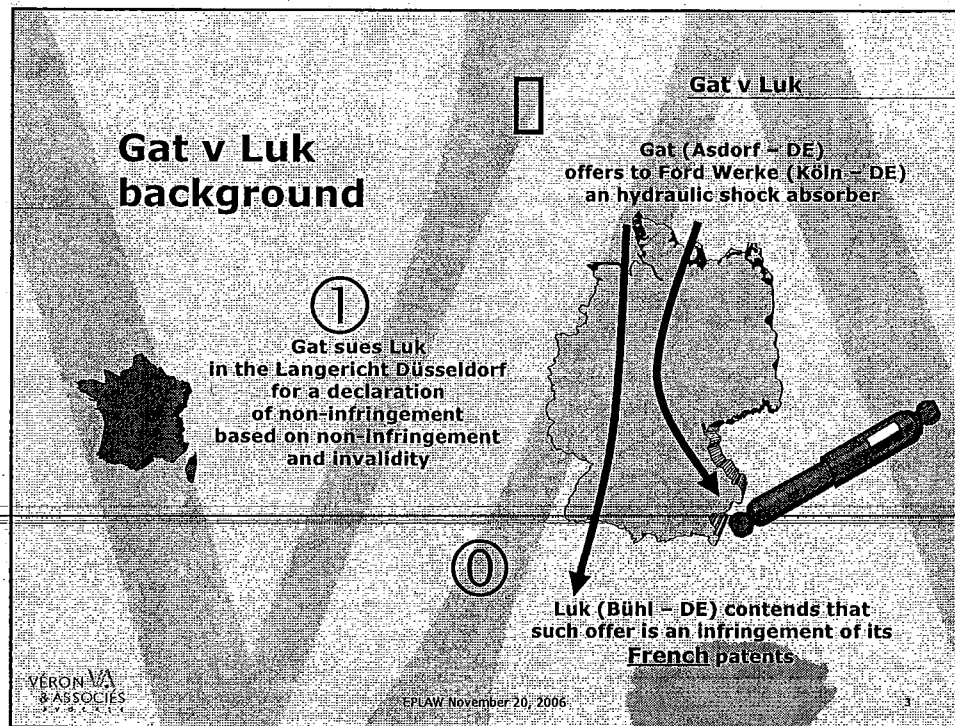 Gat v Luk
Gat v Luk
background
Gat (Asdorf – DE)
offers to Ford Werke (Köln – DE)
an hydraulic shock absorber
1
Gat sues Luk
in the Langericht Düsseldorf
for a declaration
of non-infringement
based on non-infringement
and invalidity
0
Luk (Bühl – DE) contends that
such offer is an infringement of its
French patents
VÉRON VA
& ASSOCIÉS
EPLAW November 20, 2006
3